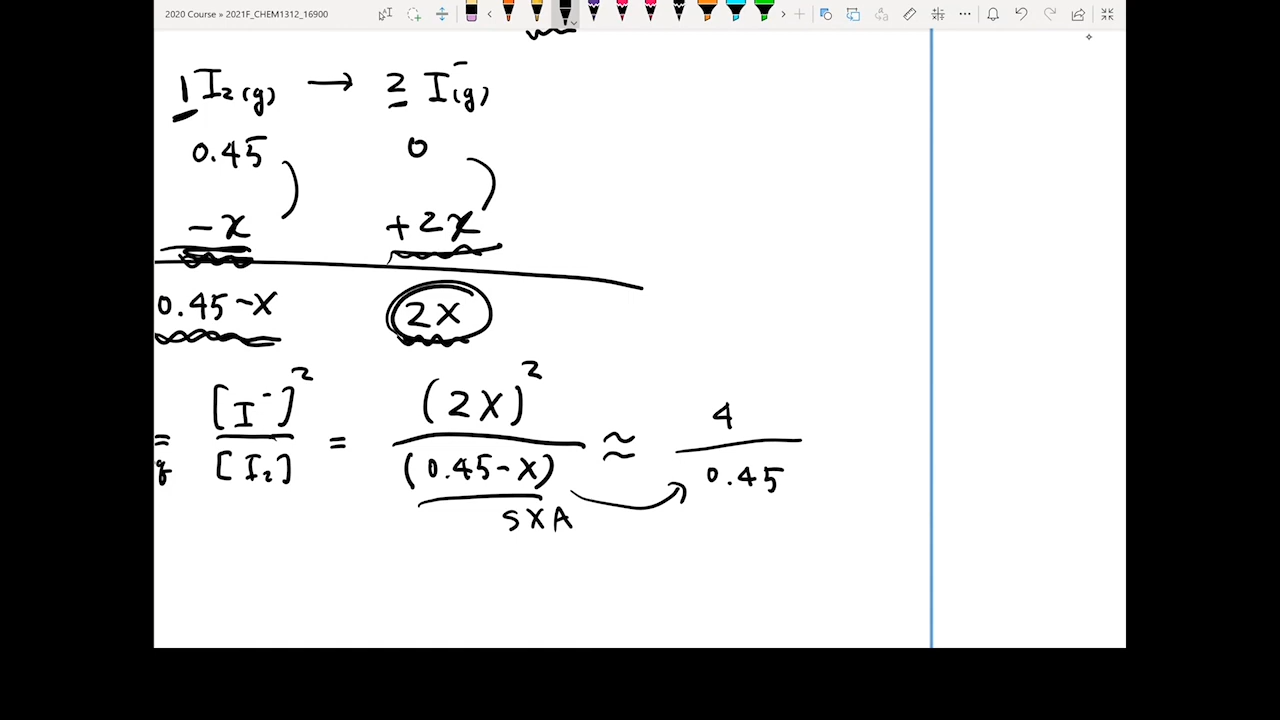 2020 Course » 2021F_CHEM1312_16900
1 I₂(g) → 2 I⁻(g)
0.45 0
-x +2x
0.45-x 2x
= [I⁻]² / [I₂] = (2x)² / (0.45-x) ≈ 4 / 0.45
SXA